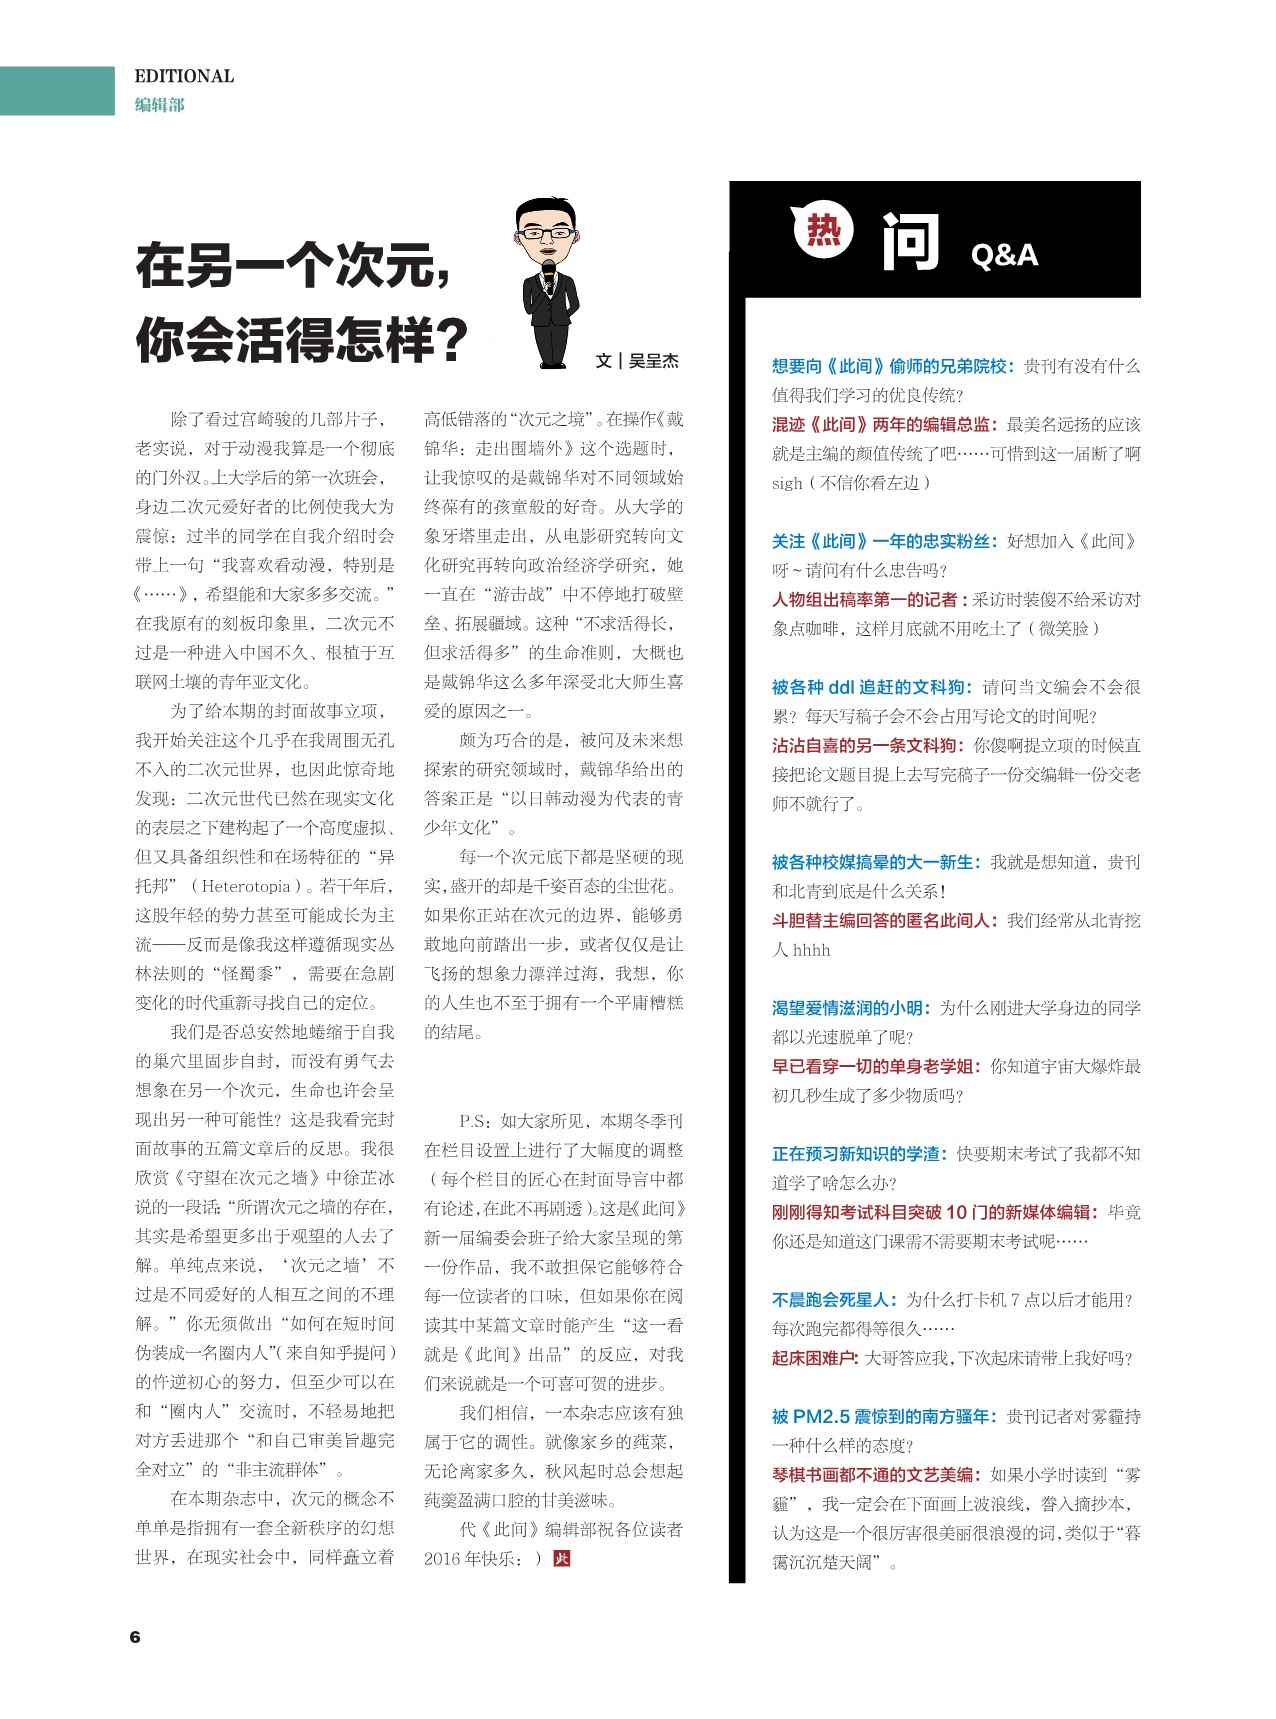 EDITIONAL
编辑部
在另一个次元，
你会活得怎样？
文 | 吴呈杰
除了看过宫崎骏的几部片子，
老实说，对于动漫我算是一个彻底
的门外汉。上大学后的第一次班会，
身边二次元爱好者的比例使我大为
震惊：过半的同学在自我介绍时会
带上一句“我喜欢看动漫，特别是
《……》，希望能和大家多多交流。”
在我原有的刻板印象里，二次元不
过是一种进入中国不久、根植于互
联网土壤的青年亚文化。
为了给本期的封面故事立项，
我开始关注这个几乎在我周围无孔
不入的二次元世界，也因此惊奇地
发现：二次元世代已然在现实文化
的表层之下建构起了一个高度虚拟、
但又具备组织性和在场特征的“异
托邦”（Heterotopia）。若干年后，
这股年轻的势力甚至可能成长为主
流——反而是像我这样遵循现实丛
林法则的“怪蜀黍”，需要在急剧
变化的时代重新寻找自己的定位。
我们是否总安然地蜷缩于自我
的巢穴里固步自封，而没有勇气去
想象在另一个次元，生命也许会呈
现出另一种可能性？这是我看完封
面故事的五篇文章后的反思。我很
欣赏《守望在次元之墙》中徐芷冰
说的一段话：“所谓次元之墙的存在，
其实是希望更多出于观望的人去了
解。单纯点来说，‘次元之墙’不
过是不同爱好的人相互之间的不理
解。”你无须做出“如何在短时间
伪装成一名圈内人”（来自知乎提问）
的忤逆初心的努力，但至少可以在
和“圈内人”交流时，不轻易地把
对方丢进那个“和自己审美旨趣完
全对立”的“非主流群体”。
在本期杂志中，次元的概念不
单单是指拥有一套全新秩序的幻想
世界，在现实社会中，同样矗立着
高低错落的“次元之境”。在操作《戴
锦华：走出围墙外》这个选题时，
让我惊叹的是戴锦华对不同领域始
终葆有的孩童般的好奇。从大学的
象牙塔里走出，从电影研究转向文
化研究再转向政治经济学研究，她
一直在“游击战”中不停地打破壁
垒、拓展疆域。这种“不求活得长，
但求活得多”的生命准则，大概也
是戴锦华这么多年深受北大师生喜
爱的原因之一。
颇为巧合的是，被问及未来想
探索的研究领域时，戴锦华给出的
答案正是“以日韩动漫为代表的青
少年文化”。
每一个次元底下都是坚硬的现
实，盛开的却是千姿百态的尘世花。
如果你正站在次元的边界，能够勇
敢地向前踏出一步，或者仅仅是让
飞扬的想象力漂洋过海，我想，你
的人生也不至于拥有一个平庸糟糕
的结尾。
P.S：如大家所见，本期冬季刊
在栏目设置上进行了大幅度的调整
（每个栏目的匠心在封面导言中都
有论述，在此不再剧透）。这是《此间》
新一届编委会班子给大家呈现的第
一份作品，我不敢担保它能够符合
每一位读者的口味，但如果你在阅
读其中某篇文章时能产生“这一看
就是《此间》出品”的反应，对我
们来说就是一个可喜可贺的进步。
我们相信，一本杂志应该有独
属于它的调性。就像家乡的莼菜，
无论离家多久，秋风起时总会想起
莼羹盈满口腔的甘美滋味。
代《此间》编辑部祝各位读者
2016 年快乐：）此
热问 Q&A
想要向《此间》偷师的兄弟院校：贵刊有没有什么
值得我们学习的优良传统？
混迹《此间》两年的编辑总监：最美名远扬的应该
就是主编的颜值传统了吧……可惜到这一届断了啊
sigh（不信你看左边）
关注《此间》一年的忠实粉丝：好想加入《此间》
呀～请问有什么忠告吗？
人物组出稿率第一的记者：采访时装傻不给采访对
象点咖啡，这样月底就不用吃土了（微笑脸）
被各种 ddl 追赶的文科狗：请问当文编会不会很
累？每天写稿子会不会占用写论文的时间呢？
沾沾自喜的另一条文科狗：你傻啊提立项的时候直
接把论文题目提上去写完稿子一份交编辑一份交老
师不就行了。
被各种校媒搞晕的大一新生：我就是想知道，贵刊
和北青到底是什么关系！
斗胆替主编回答的匿名此间人：我们经常从北青挖
人 hhhh
渴望爱情滋润的小明：为什么刚进大学身边的同学
都以光速脱单了呢？
早已看穿一切的单身老学姐：你知道宇宙大爆炸最
初几秒生成了多少物质吗？
正在预习新知识的学渣：快要期末考试了我都不知
道学了啥怎么办？
刚刚得知考试科目突破 10 门的新媒体编辑：毕竟
你还是知道这门课需不需要期末考试呢……
不晨跑会死星人：为什么打卡机 7 点以后才能用？
每次跑完都得等很久……
起床困难户：大哥答应我，下次起床请带上我好吗？
被 PM2.5 震惊到的南方骚年：贵刊记者对雾霾持
一种什么样的态度？
琴棋书画都不通的文艺美编：如果小学时读到“雾
霾”，我一定会在下面画上波浪线，誊入摘抄本，
认为这是一个很厉害很美丽很浪漫的词，类似于“暮
霭沉沉楚天阔”。
6